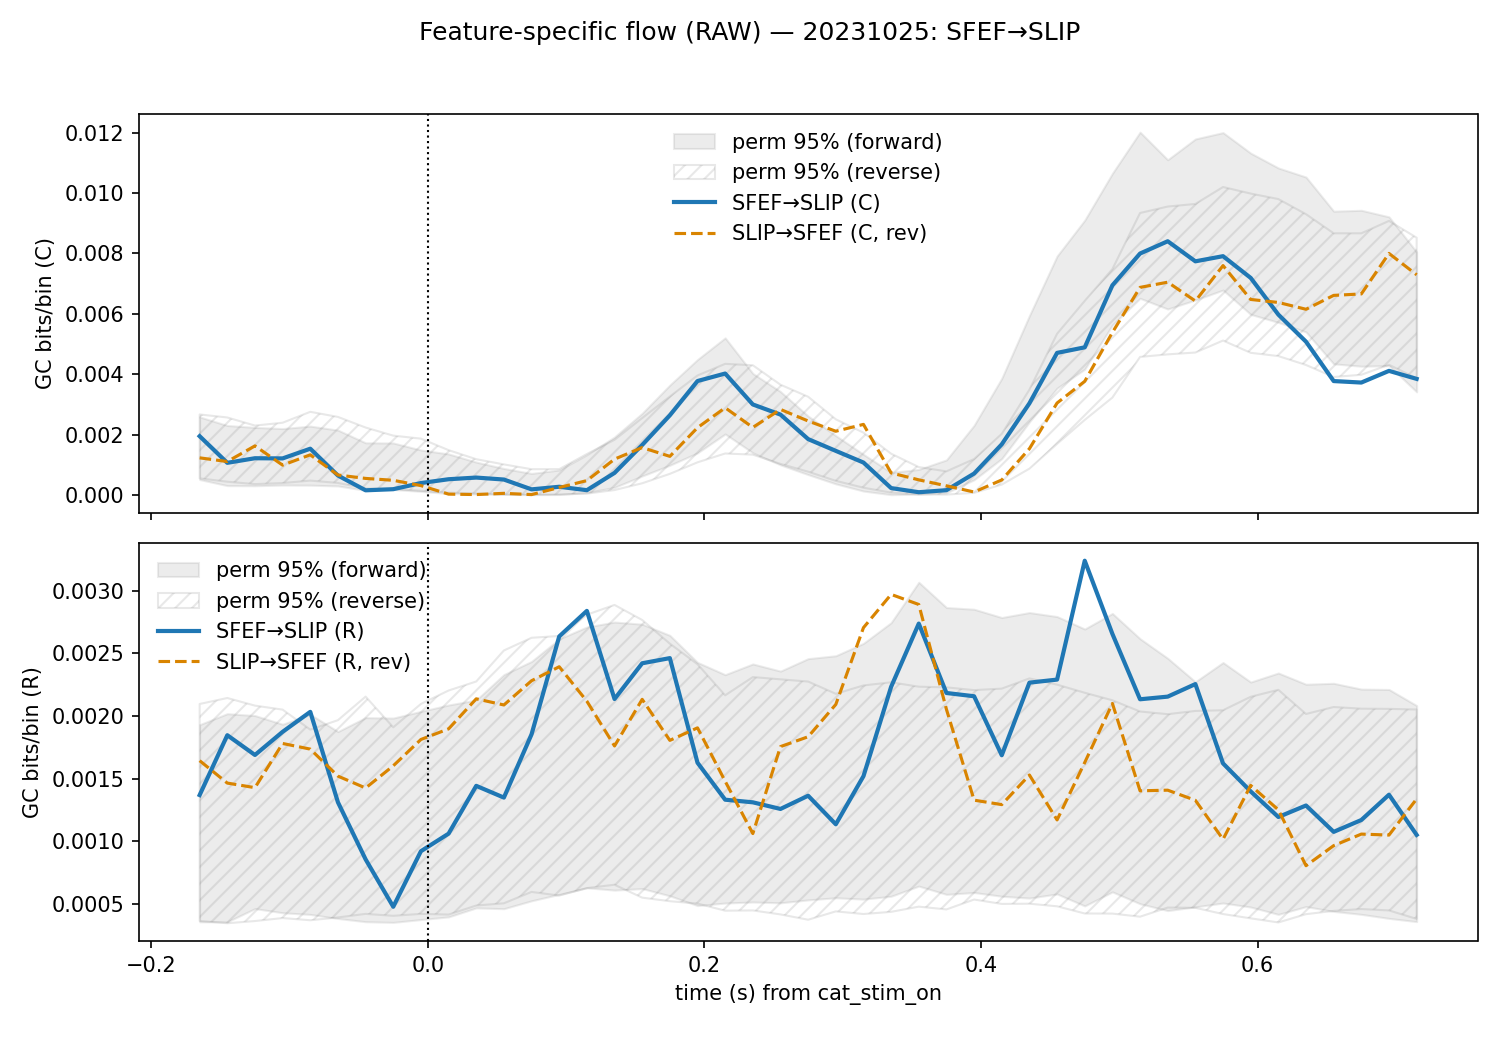 Feature-specific flow (RAW) — 20231025: SFEF→SLIP
GC bits/bin (C)
0.012
0.010
0.008
0.006
0.004
0.002
0.000
perm 95% (forward)
perm 95% (reverse)
SFEF→SLIP (C)
SLIP→SFEF (C, rev)
GC bits/bin (R)
0.0030
0.0025
0.0020
0.0015
0.0010
0.0005
perm 95% (forward)
perm 95% (reverse)
SFEF→SLIP (R)
SLIP→SFEF (R, rev)
−0.2
0.0
0.2
0.4
0.6
time (s) from cat_stim_on